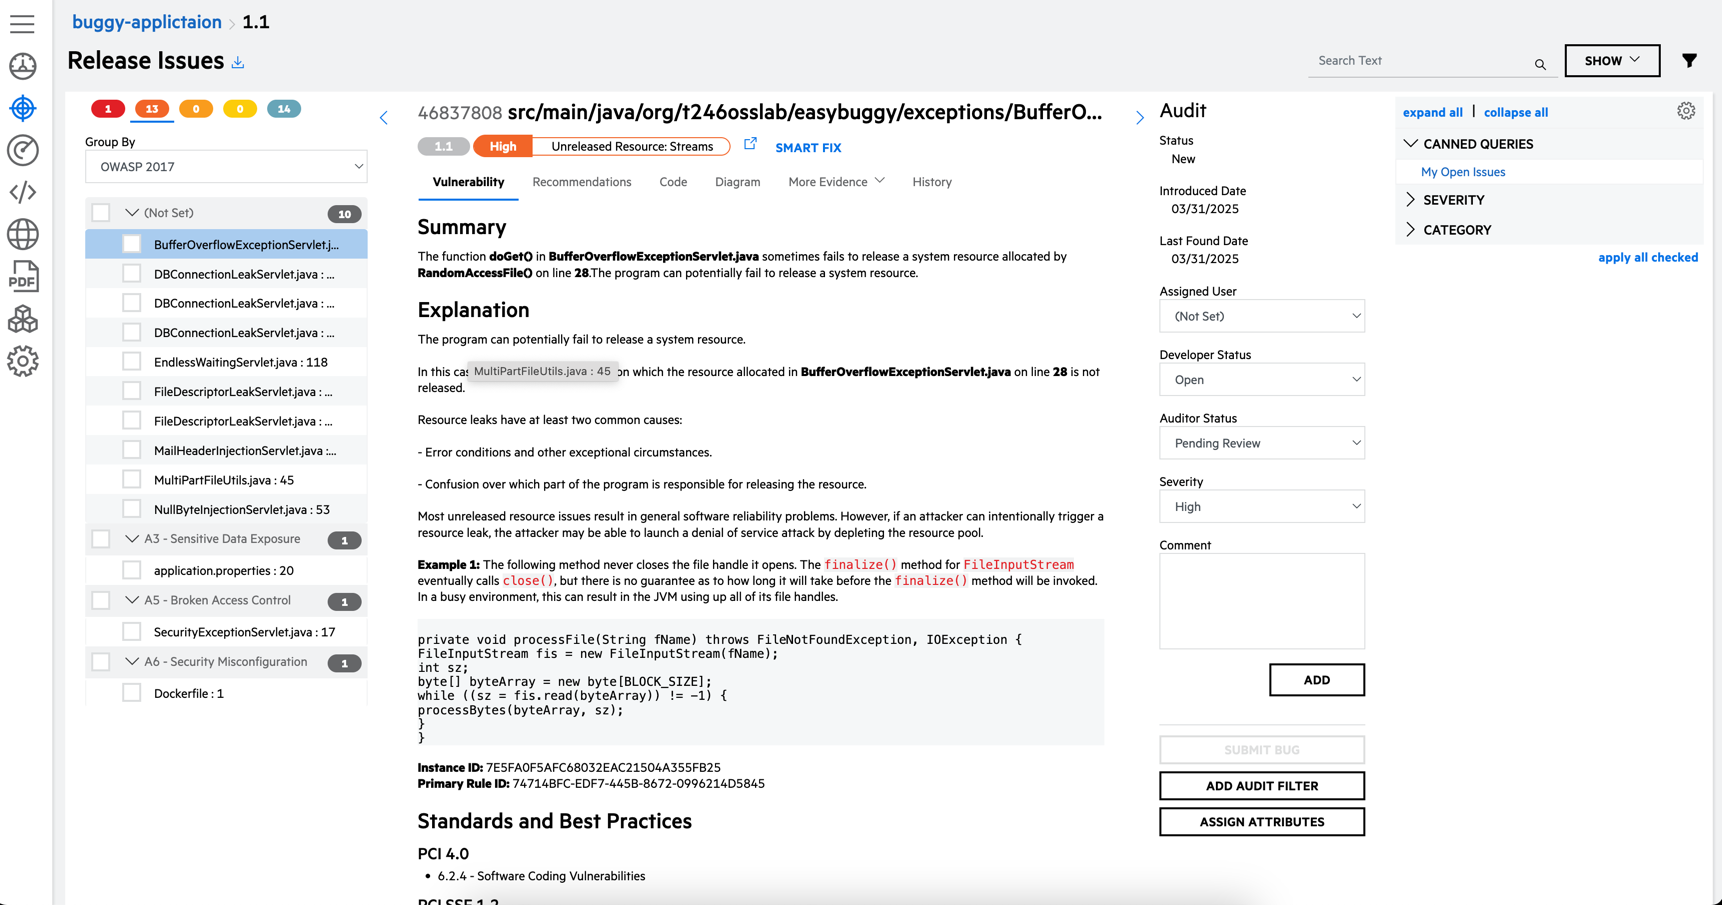 buggy-applictaion > 1.1
Release Issues
Search Text
SHOW
1 13 0 0 14
Group By
OWASP 2017
(Not Set) 10
BufferOverflowExceptionServlet.j...
DBConnectionLeakServlet.java : ...
DBConnectionLeakServlet.java : ...
DBConnectionLeakServlet.java : ...
EndlessWaitingServlet.java : 118
FileDescriptorLeakServlet.java : ...
FileDescriptorLeakServlet.java : ...
MailHeaderInjectionServlet.java :...
MultiPartFileUtils.java : 45
NullByteInjectionServlet.java : 53
A3 - Sensitive Data Exposure 1
application.properties : 20
A5 - Broken Access Control 1
SecurityExceptionServlet.java : 17
A6 - Security Misconfiguration 1
Dockerfile : 1
PDF
46837808 src/main/java/org/t246osslab/easybuggy/exceptions/BufferO...
1.1 High Unreleased Resource: Streams SMART FIX
Vulnerability Recommendations Code Diagram More Evidence History
Summary
The function doGet() in BufferOverflowExceptionServlet.java sometimes fails to release a system resource allocated by
RandomAccessFile() on line 28.The program can potentially fail to release a system resource.
Explanation
The program can potentially fail to release a system resource.
In this cas MultiPartFileUtils.java : 45 on which the resource allocated in BufferOverflowExceptionServlet.java on line 28 is not
released.
Resource leaks have at least two common causes:
- Error conditions and other exceptional circumstances.
- Confusion over which part of the program is responsible for releasing the resource.
Most unreleased resource issues result in general software reliability problems. However, if an attacker can intentionally trigger a
resource leak, the attacker may be able to launch a denial of service attack by depleting the resource pool.
Example 1: The following method never closes the file handle it opens. The finalize() method for FileInputStream
eventually calls close(), but there is no guarantee as to how long it will take before the finalize() method will be invoked.
In a busy environment, this can result in the JVM using up all of its file handles.
private void processFile(String fName) throws FileNotFoundException, IOException {
FileInputStream fis = new FileInputStream(fName);
int sz;
byte[] byteArray = new byte[BLOCK_SIZE];
while ((sz = fis.read(byteArray)) != -1) {
processBytes(byteArray, sz);
}
}
Instance ID: 7E5FA0F5AFC68032EAC21504A355FB25
Primary Rule ID: 74714BFC-EDF7-445B-8672-0996214D5845
Standards and Best Practices
PCI 4.0
• 6.2.4 - Software Coding Vulnerabilities
PCI SSF 1.2
Audit
Status
New
Introduced Date
03/31/2025
Last Found Date
03/31/2025
Assigned User
(Not Set)
Developer Status
Open
Auditor Status
Pending Review
Severity
High
Comment
ADD
SUBMIT BUG
ADD AUDIT FILTER
ASSIGN ATTRIBUTES
expand all | collapse all
CANNED QUERIES
My Open Issues
SEVERITY
CATEGORY
apply all checked